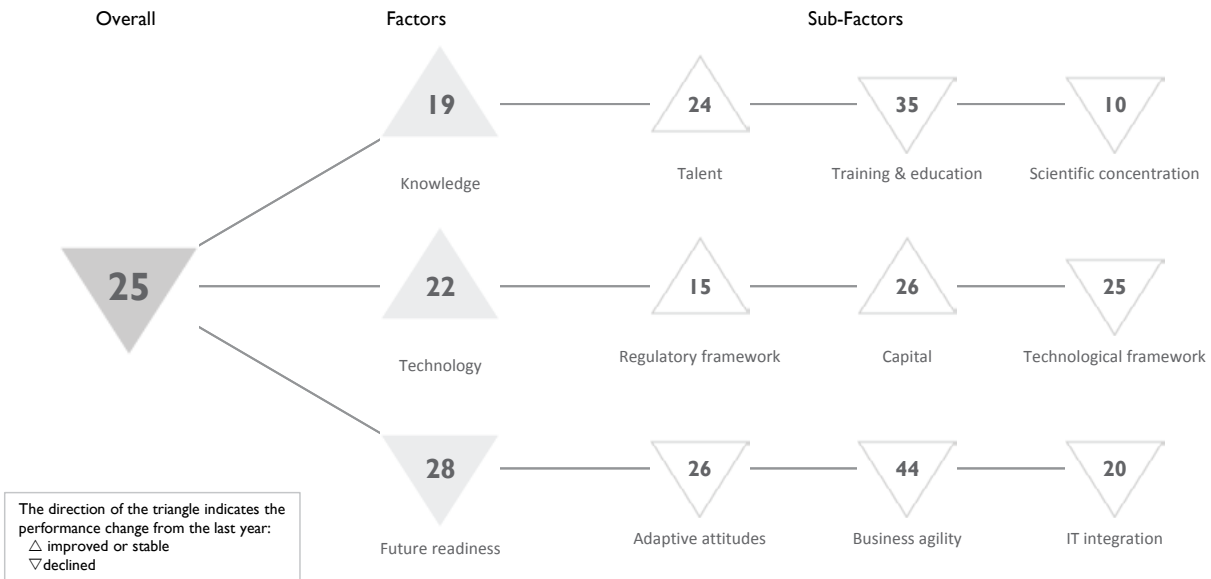 Overall Factors Sub-Factors
19 24 35 10
Knowledge Talent Training & education Scientific concentration
25 22 15 26 25
Technology Regulatory framework Capital Technological framework
28 26 44 20
Future readiness Adaptive attitudes Business agility IT integration
The direction of the triangle indicates the
performance change from the last year:
△ improved or stable
▽declined